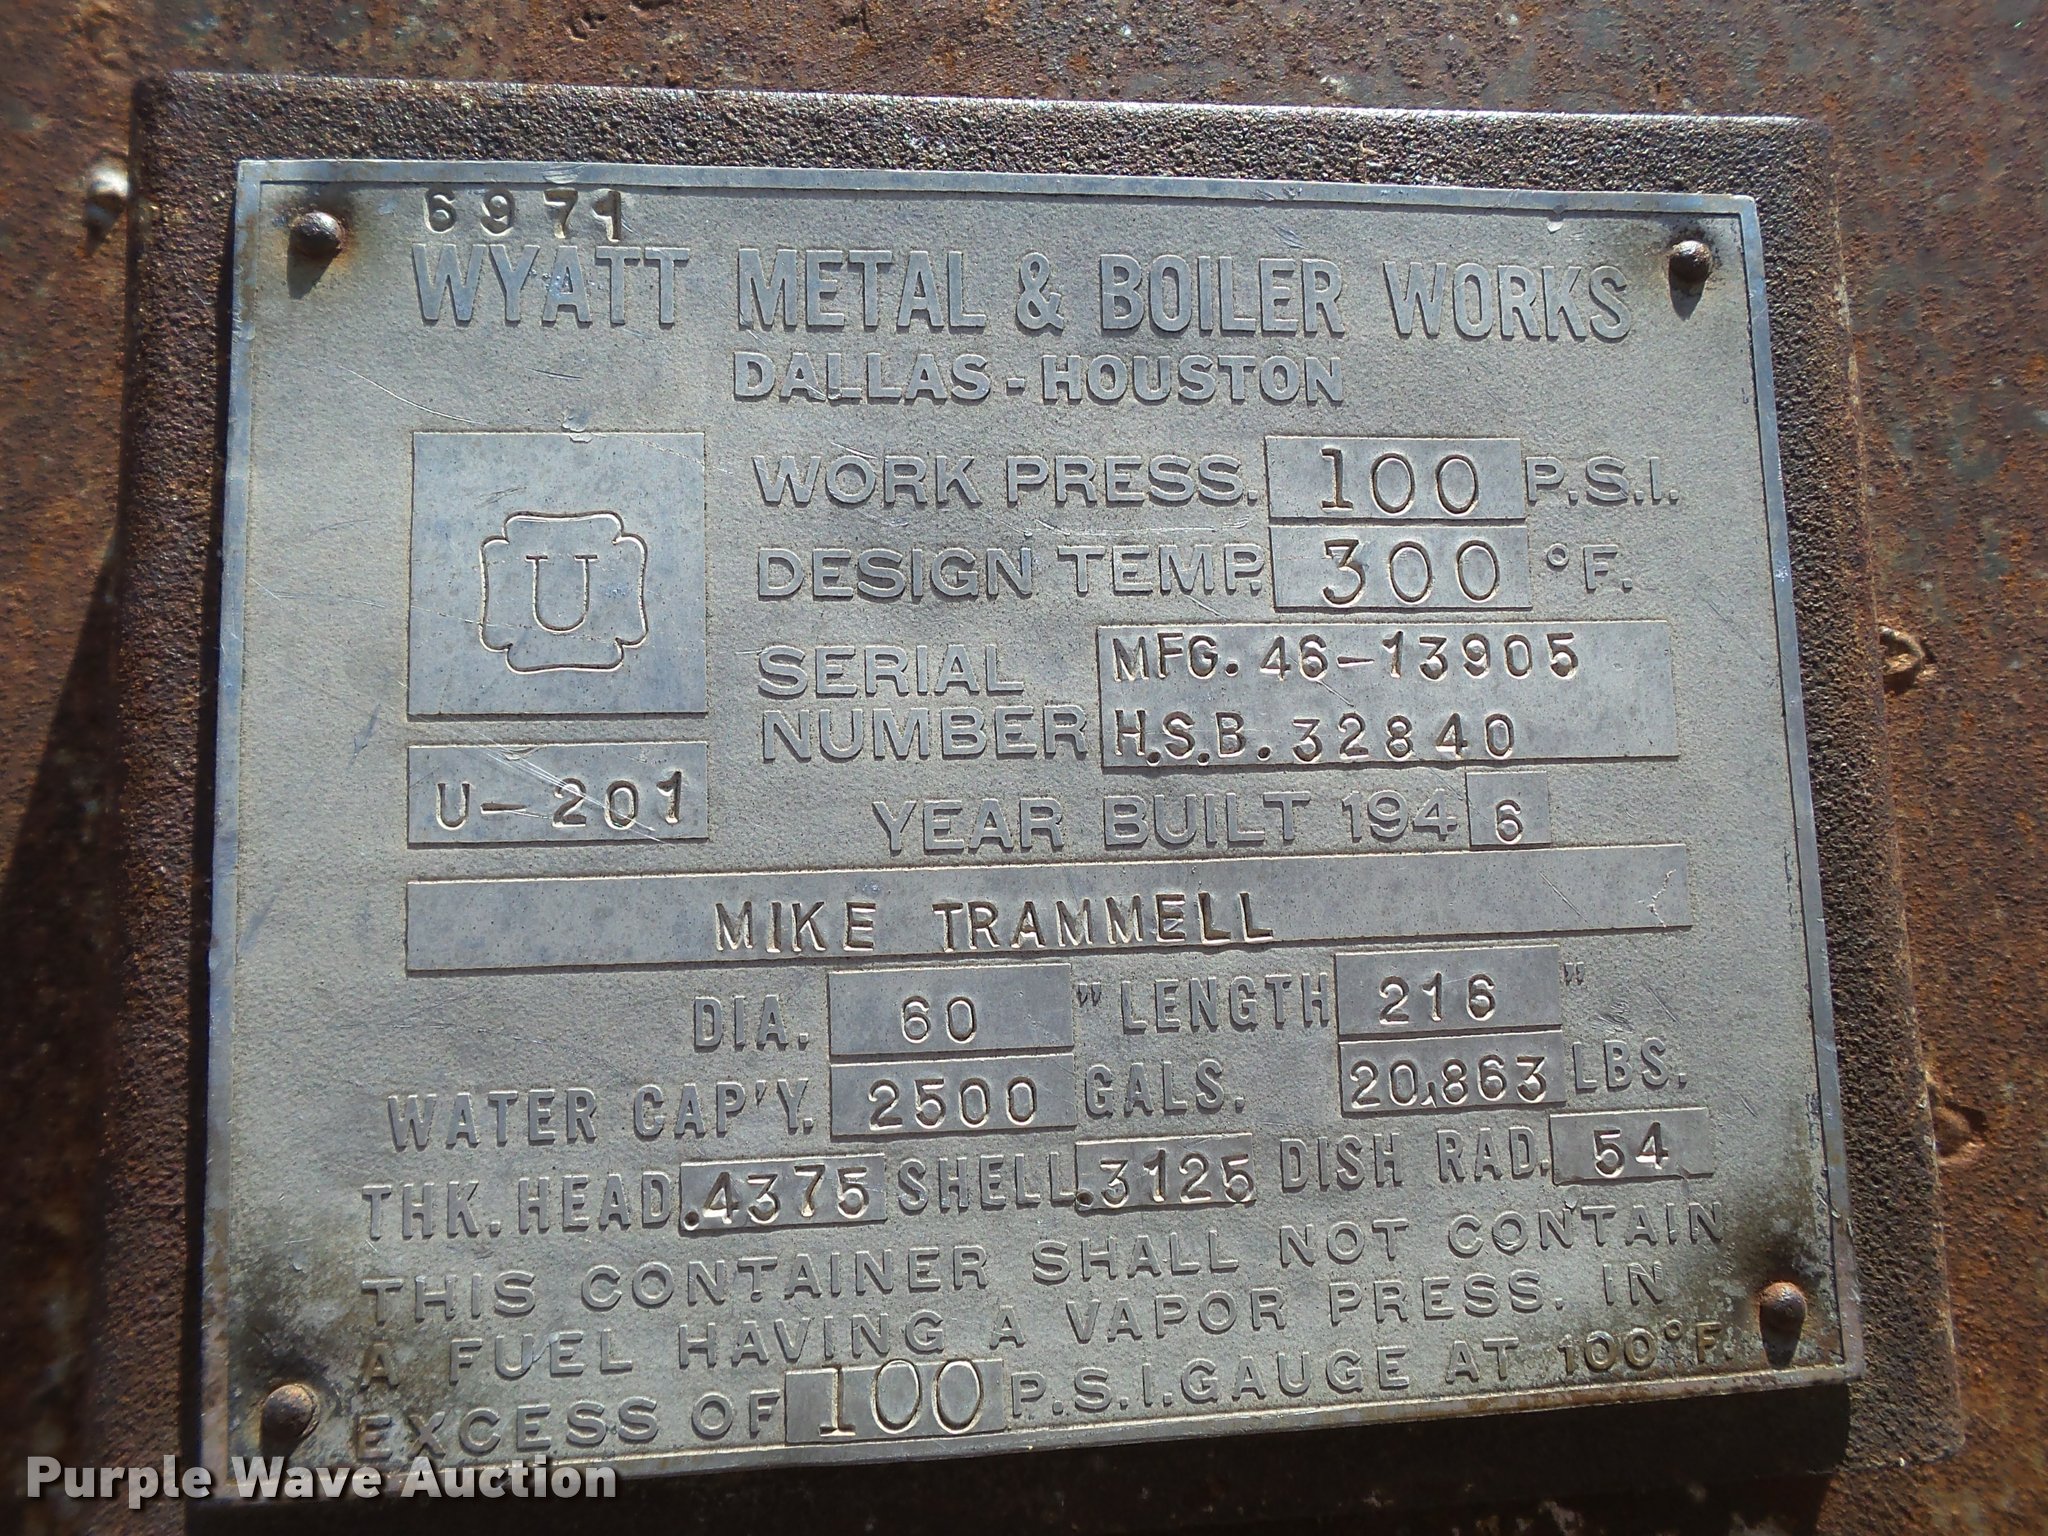 6971
WYATT METAL & BOILER WORKS
DALLAS - HOUSTON
U
U-201
WORK PRESS. 100 P.S.I.
DESIGN TEMP. 300 °F.
SERIAL NUMBER MFG. 46-13905
H.S.B. 32840
YEAR BUILT 1946
MIKE TRAMMELL
DIA. 60 " LENGTH 216 "
WATER CAP'Y. 2500 GALS. 20,863 LBS.
THK. HEAD .4375 SHELL .3125 DISH RAD. 54
THIS CONTAINER SHALL NOT CONTAIN
A FUEL HAVING A VAPOR PRESS. IN
EXCESS OF 100 P.S.I. GAUGE AT 100°F.
Purple Wave Auction